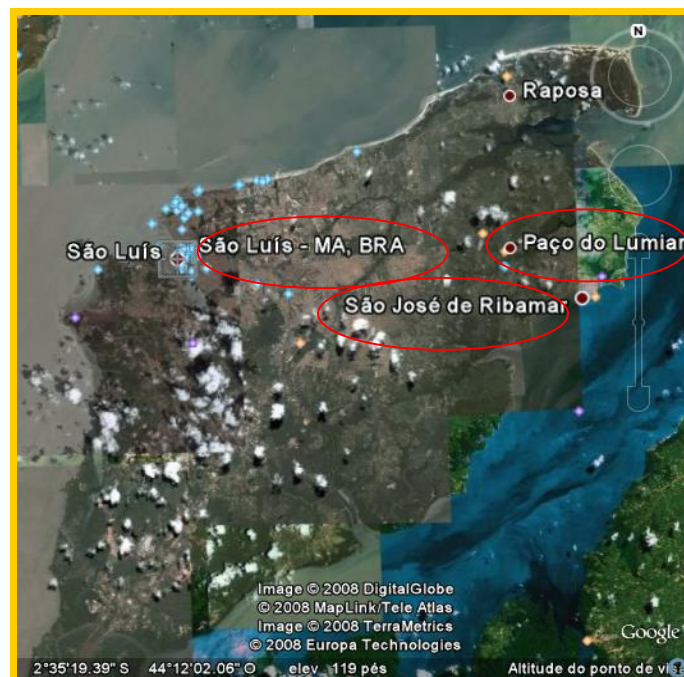 N
Raposa
São Luís
São Luís - MA, BRA
Paço do Lumiar
São José de Ribamar
Image © 2008 DigitalGlobe
© 2008 MapLink/Tele Atlas
Image © 2008 TerraMetrics
© 2008 Europa Technologies
Google
2°35'19.39" S 44°12'02.06" O elev 119 pés Altitude do ponto de visã